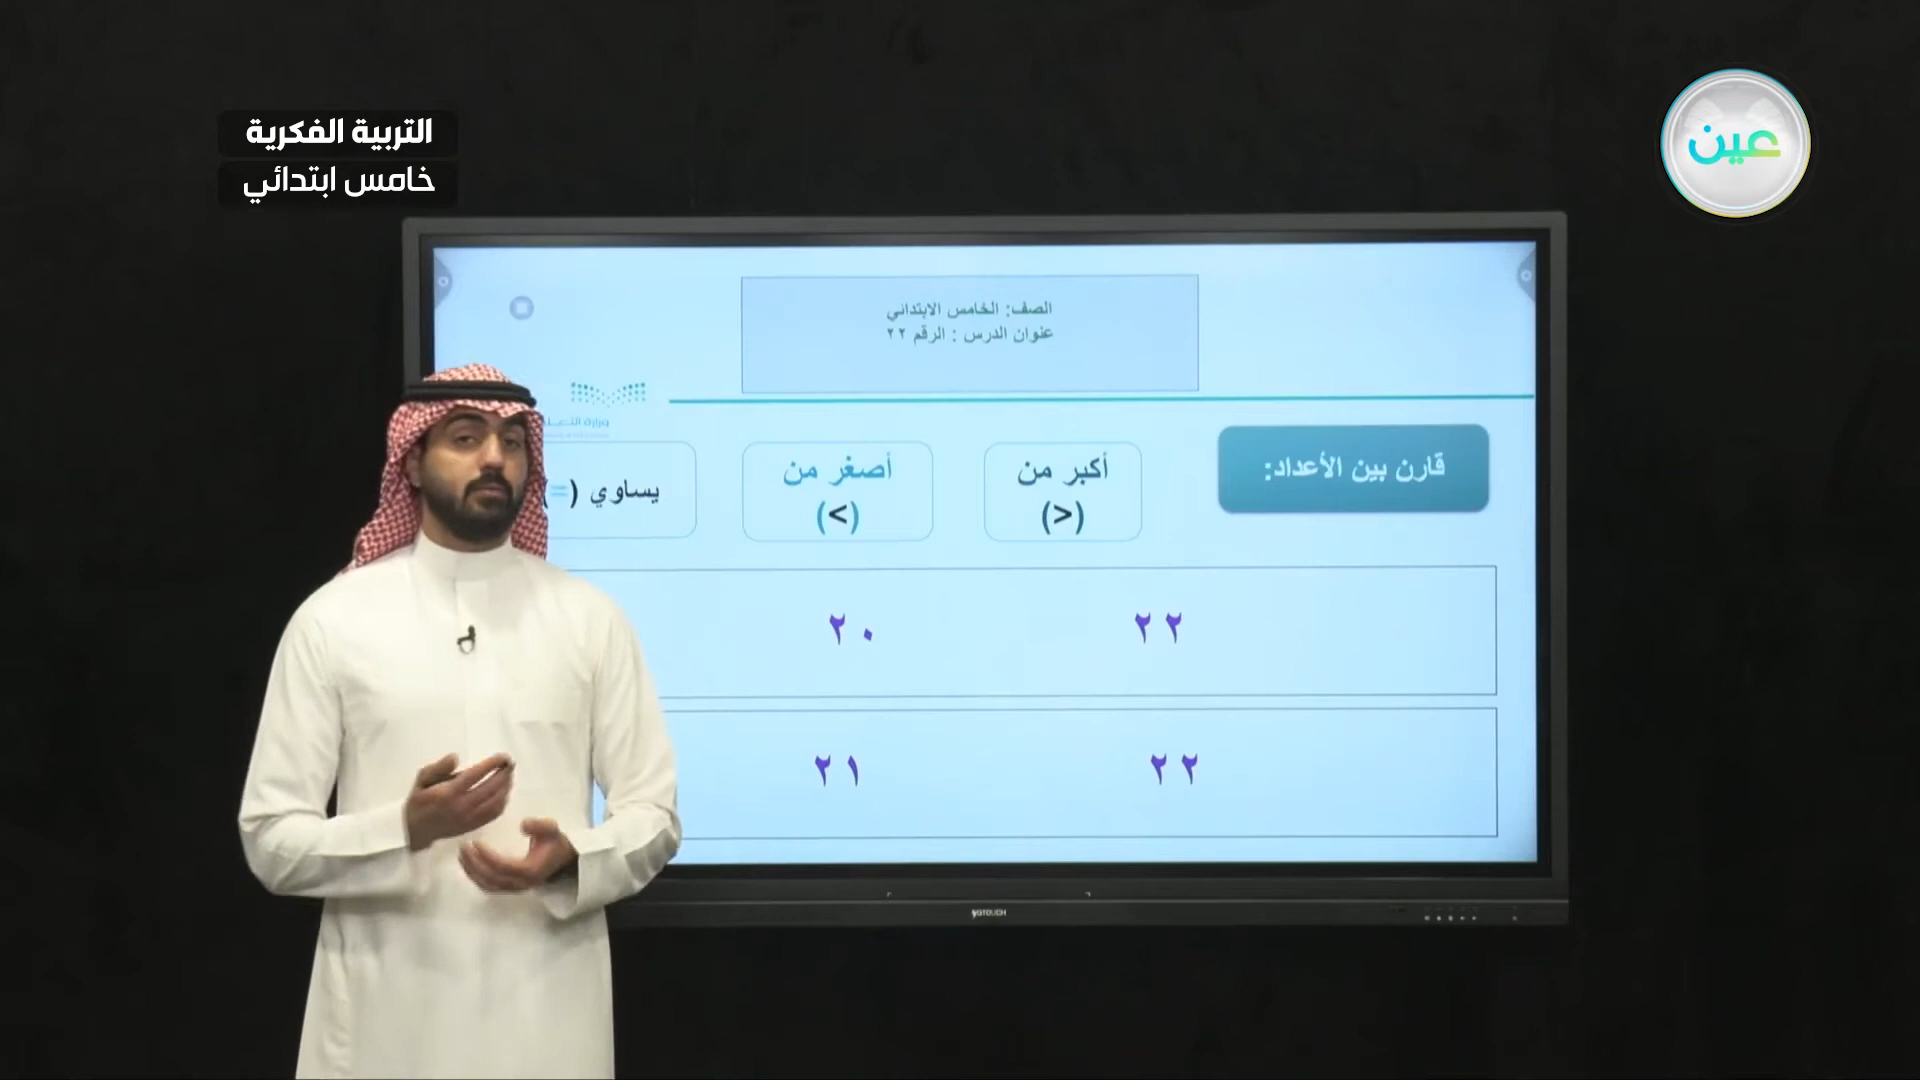 التربية الفكرية
خامس ابتدائي
عين
الصف: الخامس الابتدائي
عنوان الدرس : الرقم ٢٢
وزارة
قارن بين الأعداد:
أكبر من
(>)
أصغر من
(<)
يساوي (=)
٢٢
٢٠
٢٢
٢١